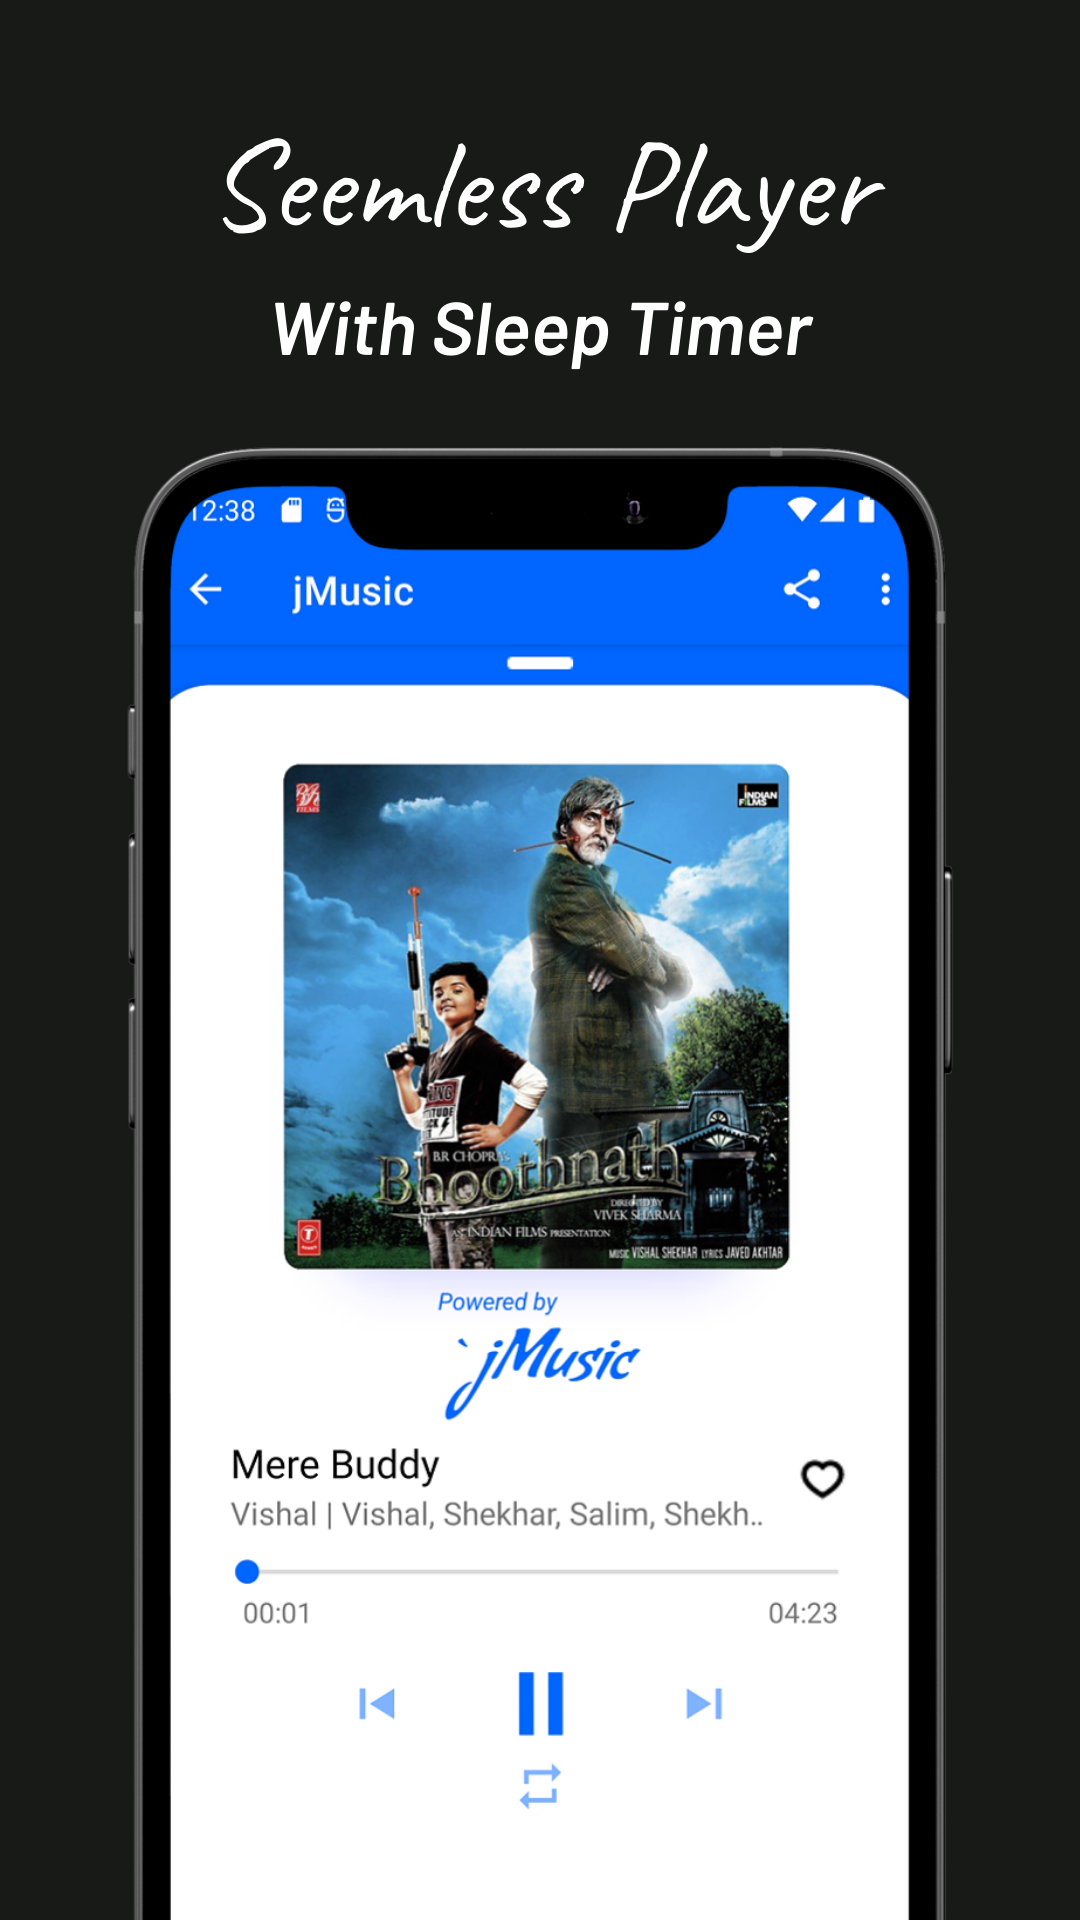 Seemless Player
With Sleep Timer
12:38
jMusic
INDIAN
FILMS
B.R CHOPRA'S
Bhoothnath
DIRECTED BY
VIVEK SHARMA
INDIAN FILMS PRESENTATION
MUSIC VISHAL SHEKHAR LYRICS JAVED AKHTAR
Powered by
`jMusic
Mere Buddy
Vishal | Vishal, Shekhar, Salim, Shekh..
00:01
04:23